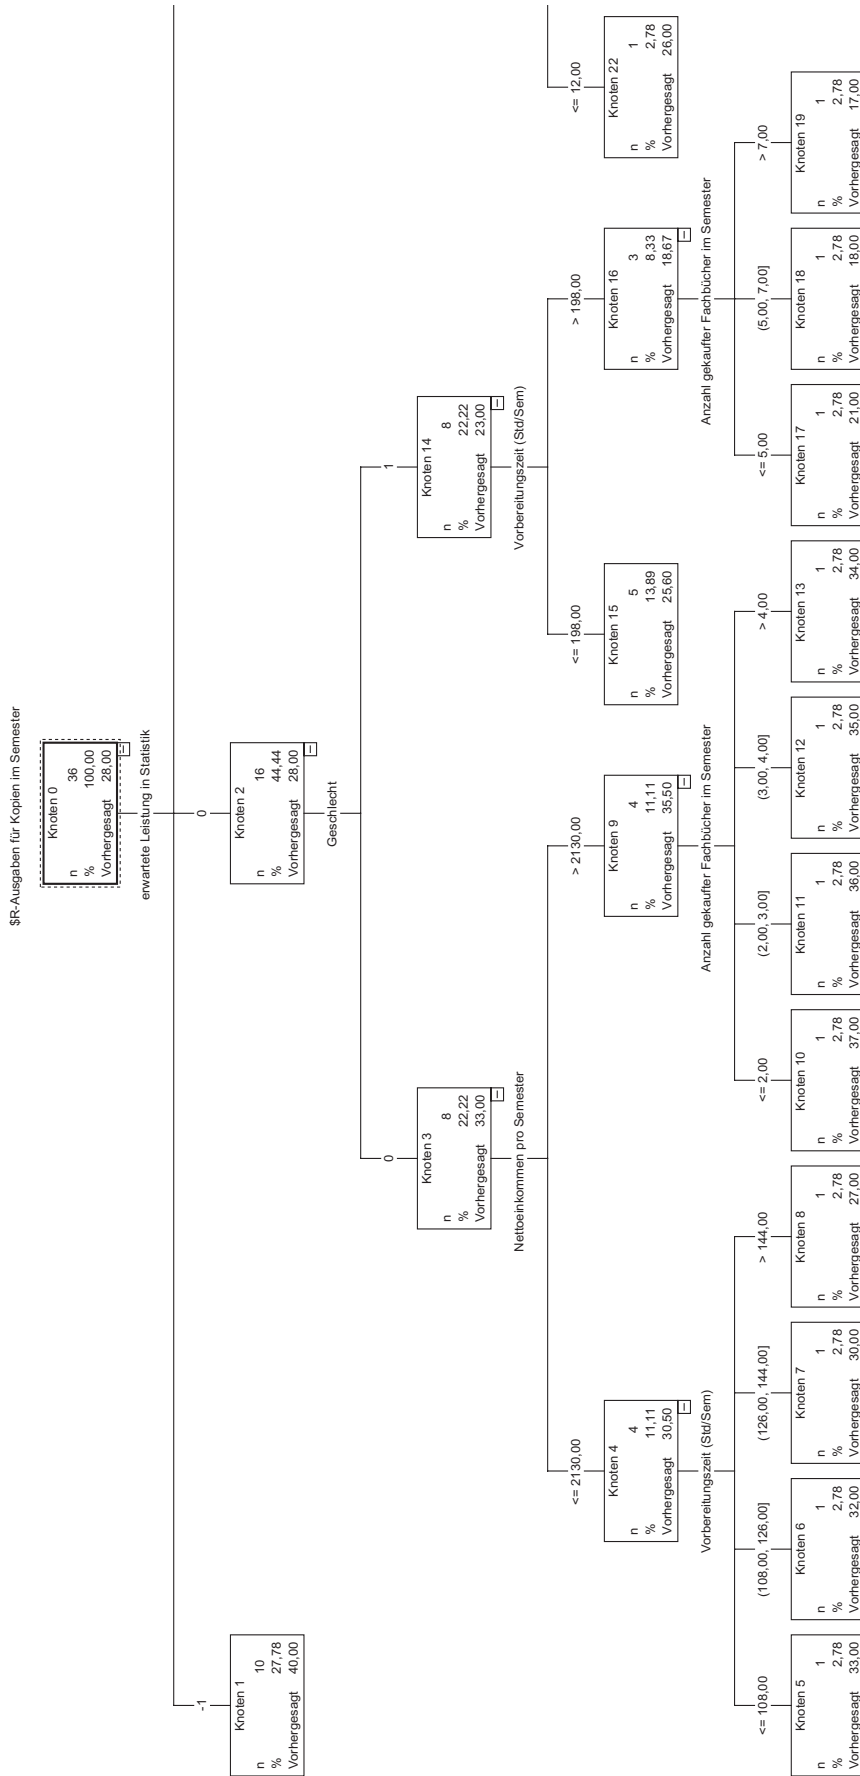 $R-Ausgaben für Kopien im Semester
Knoten 0
n 36
% 100,00
Vorhergesagt 28,00
erwartete Leistung in Statistik
-1
0
Knoten 1
n 10
% 27,78
Vorhergesagt 40,00
Knoten 2
n 16
% 44,44
Vorhergesagt 28,00
Geschlecht
0
1
Knoten 3
n 8
% 22,22
Vorhergesagt 33,00
Nettoeinkommen pro Semester
Knoten 14
n 8
% 22,22
Vorhergesagt 23,00
Vorbereitungszeit (Std/Sem)
<= 2130,00
> 2130,00
<= 198,00
> 198,00
<= 12,00
Knoten 4
n 4
% 11,11
Vorhergesagt 30,50
Vorbereitungszeit (Std/Sem)
Knoten 9
n 4
% 11,11
Vorhergesagt 35,50
Anzahl gekaufter Fachbücher im Semester
Knoten 15
n 5
% 13,89
Vorhergesagt 25,60
Knoten 16
n 3
% 8,33
Vorhergesagt 18,67
Anzahl gekaufter Fachbücher im Semester
Knoten 22
n 1
% 2,78
Vorhergesagt 26,00
<= 108,00
Knoten 5
n 1
% 2,78
Vorhergesagt 33,00
(108,00, 126,00]
Knoten 6
n 1
% 2,78
Vorhergesagt 32,00
(126,00, 144,00]
Knoten 7
n 1
% 2,78
Vorhergesagt 30,00
> 144,00
Knoten 8
n 1
% 2,78
Vorhergesagt 27,00
<= 2,00
Knoten 10
n 1
% 2,78
Vorhergesagt 37,00
(2,00, 3,00]
Knoten 11
n 1
% 2,78
Vorhergesagt 36,00
(3,00, 4,00]
Knoten 12
n 1
% 2,78
Vorhergesagt 35,00
> 4,00
Knoten 13
n 1
% 2,78
Vorhergesagt 34,00
<= 5,00
Knoten 17
n 1
% 2,78
Vorhergesagt 21,00
(5,00, 7,00]
Knoten 18
n 1
% 2,78
Vorhergesagt 18,00
> 7,00
Knoten 19
n 1
% 2,78
Vorhergesagt 17,00